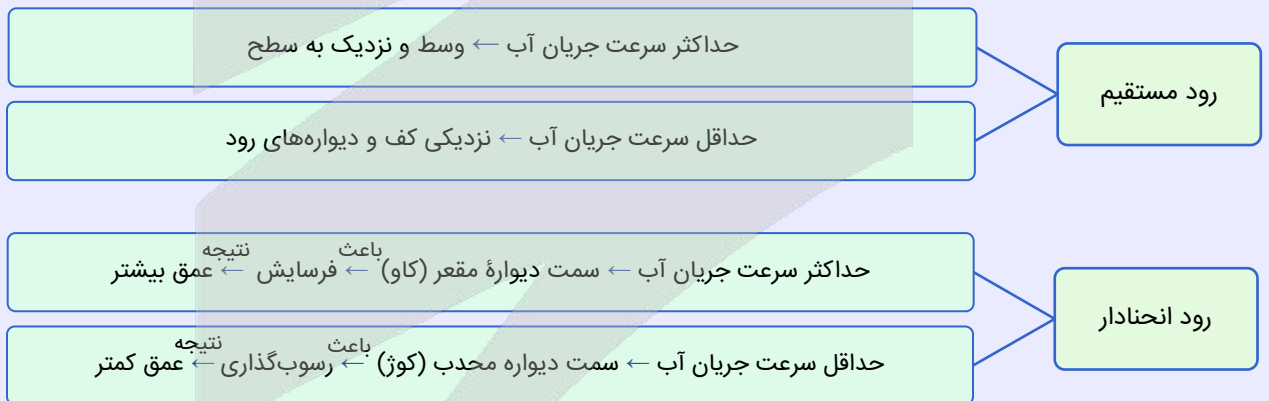 رود مستقیم
حداکثر سرعت جریان آب ← وسط و نزدیک به سطح
حداقل سرعت جریان آب ← نزدیکی کف و دیواره‌های رود
رود انحنادار
حداکثر سرعت جریان آب ← سمت دیوارهٔ مقعر (کاو) باعث ← فرسایش نتیجه ← عمق بیشتر
حداقل سرعت جریان آب ← سمت دیواره محدب (کوژ) باعث ← رسوب‌گذاری نتیجه ← عمق کمتر